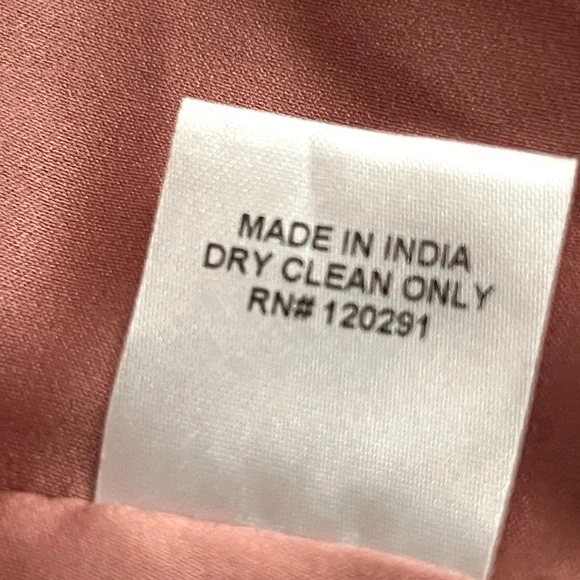 MADE IN INDIA
DRY CLEAN ONLY
RN# 120291